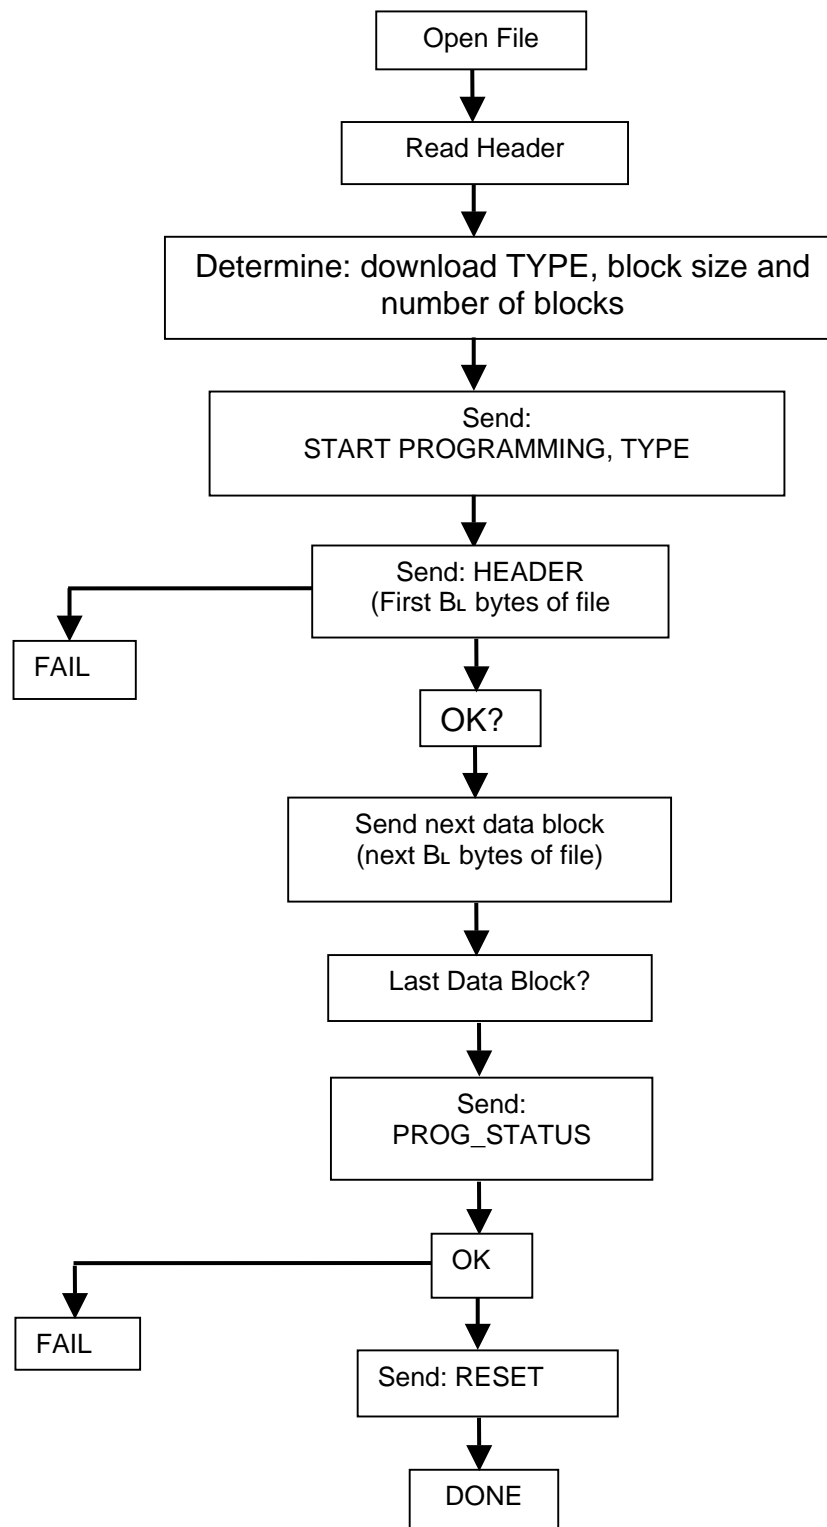 Open File
Read Header
Determine: download TYPE, block size and
number of blocks
Send:
START PROGRAMMING, TYPE
Send: HEADER
(First BL bytes of file
FAIL
OK?
Send next data block
(next BL bytes of file)
Last Data Block?
Send:
PROG_STATUS
OK
FAIL
Send: RESET
DONE